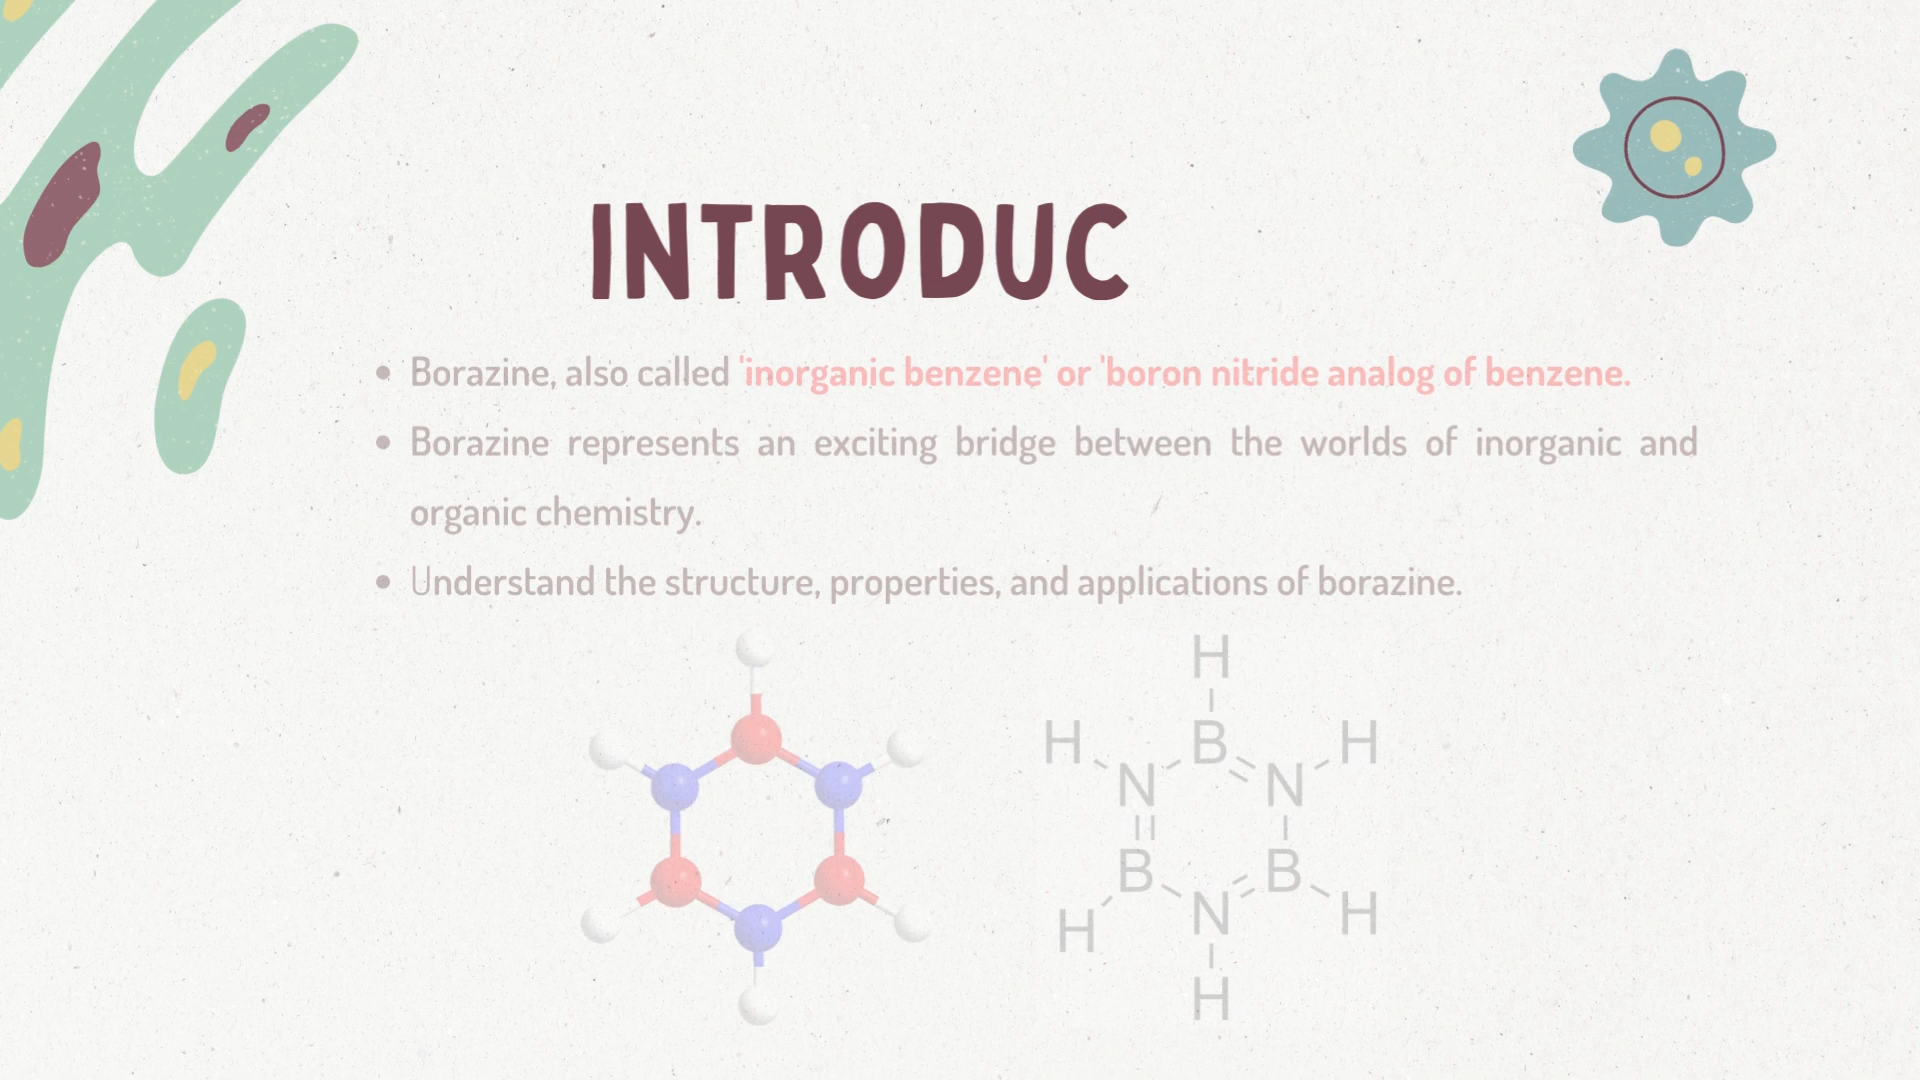 INTRODUC
• Borazine, also called 'inorganic benzene' or 'boron nitride analog of benzene.
• Borazine represents an exciting bridge between the worlds of inorganic and
organic chemistry.
• Understand the structure, properties, and applications of borazine.
H
H B H
N N
B B
H N H
H